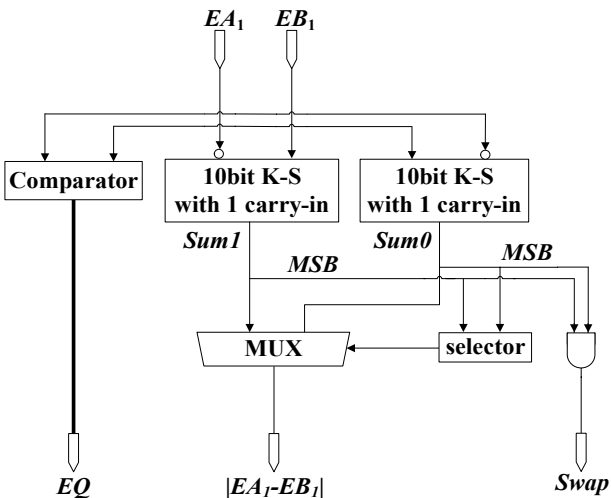 EA₁ EB₁
Comparator
10bit K-S
with 1 carry-in
10bit K-S
with 1 carry-in
Sum1
Sum0
MSB
MSB
MUX
selector
EQ
|EA₁-EB₁|
Swap